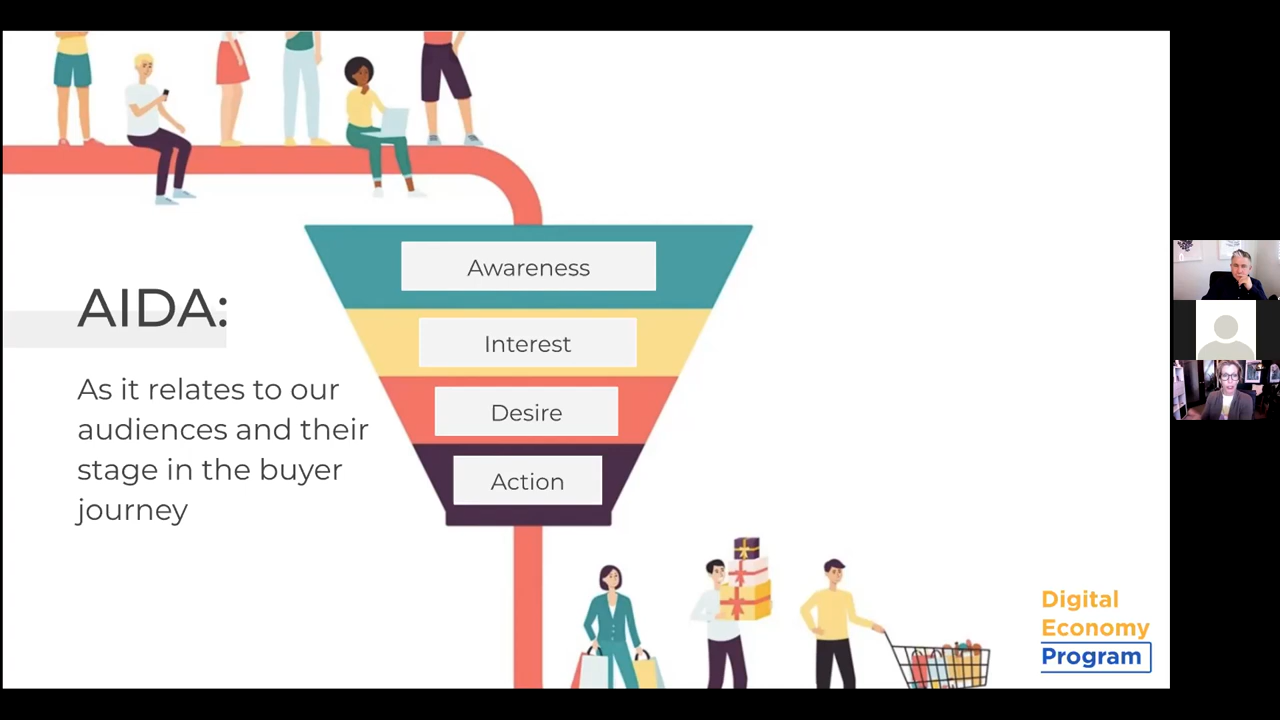 AIDA:
As it relates to our
audiences and their
stage in the buyer
journey
Awareness
Interest
Desire
Action
Digital
Economy
Program